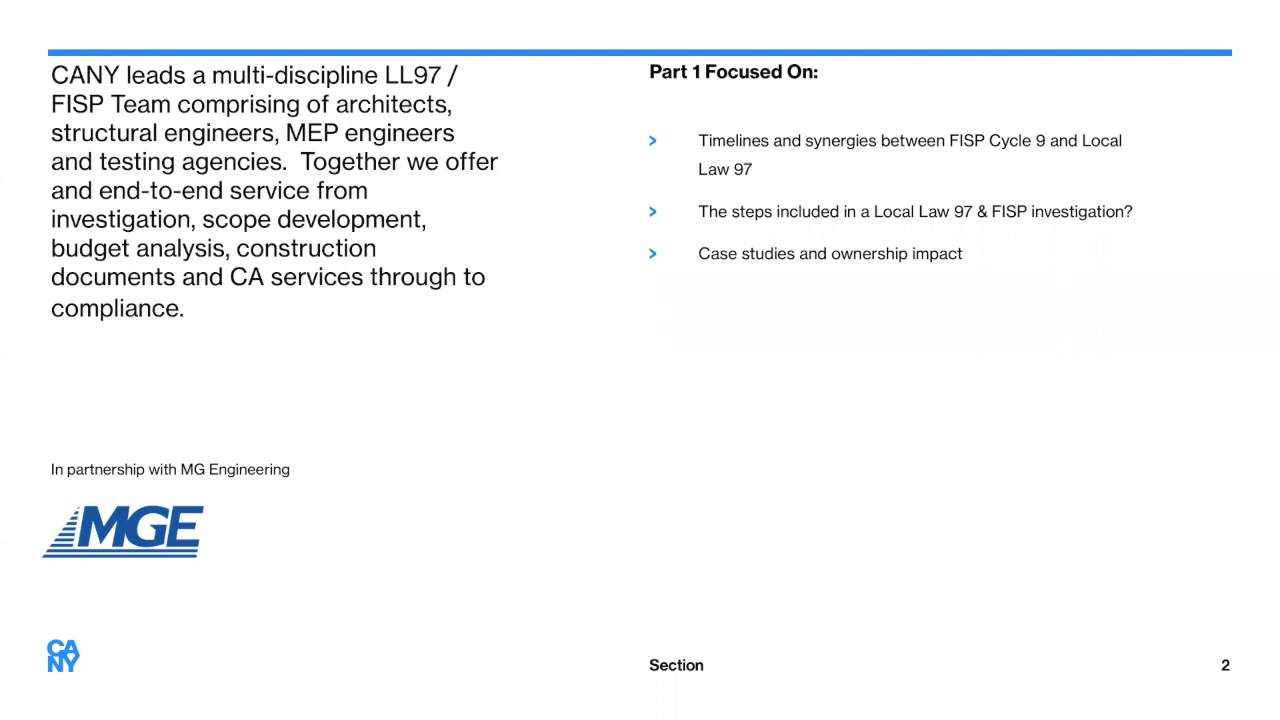 CANY leads a multi-discipline LL97 /
FISP Team comprising of architects,
structural engineers, MEP engineers
and testing agencies.  Together we offer
and end-to-end service from
investigation, scope development,
budget analysis, construction
documents and CA services through to
compliance.
In partnership with MG Engineering
MGE
CA
NY
Part 1 Focused On:
Timelines and synergies between FISP Cycle 9 and Local
Law 97
The steps included in a Local Law 97 & FISP investigation?
Case studies and ownership impact
Section
2